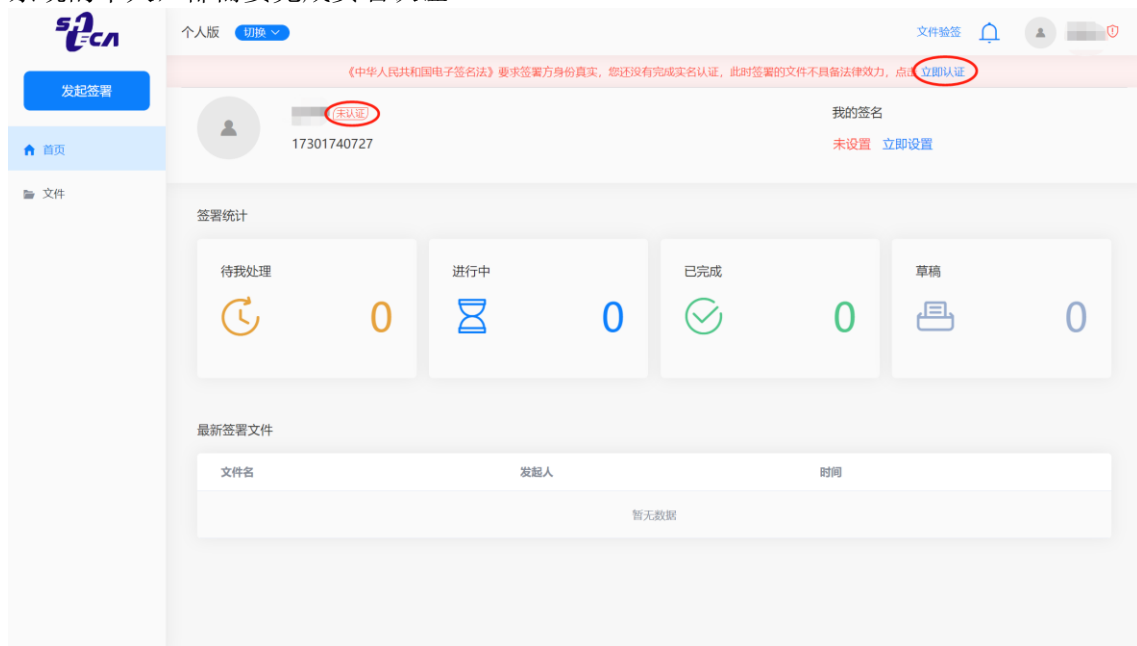 SHECA
个人版 切换 文件验签
发起签署
《中华人民共和国电子签名法》要求签署方身份真实，您还没有完成实名认证，此时签署的文件不具备法律效力，点击 立即认证
未认证
17301740727
我的签名
未设置 立即设置
首页
文件
签署统计
待我处理 进行中 已完成 草稿
0 0 0 0
最新签署文件
文件名 发起人 时间
暂无数据